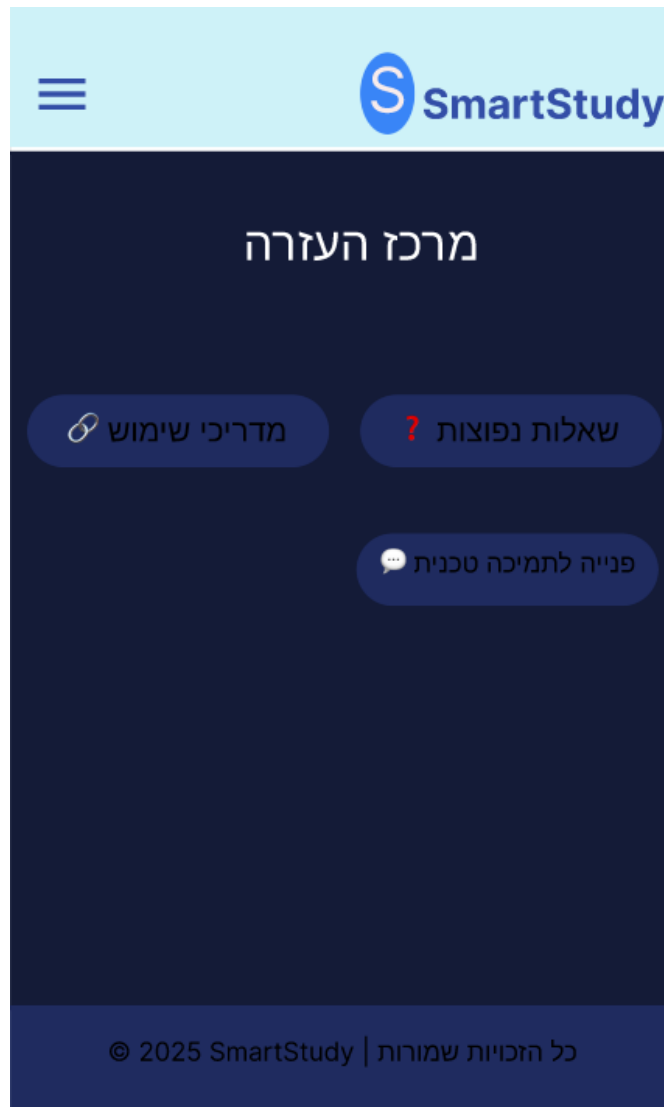 S SmartStudy
מרכז העזרה
שאלות נפוצות ❓
מדריכי שימוש 🔗
פנייה לתמיכה טכנית 💬
כל הזכויות שמורות | SmartStudy 2025 ©